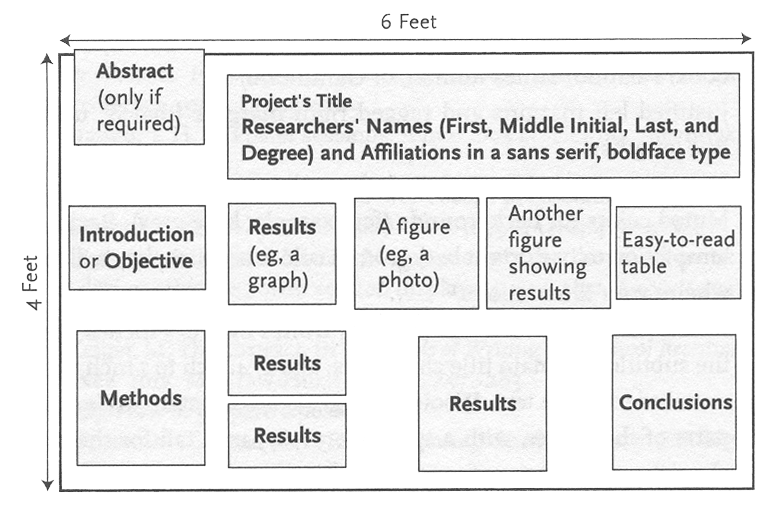 6 Feet
4 Feet
Abstract
(only if
required)
Project's Title
Researchers' Names (First, Middle Initial, Last, and
Degree) and Affiliations in a sans serif, boldface type
Introduction
or Objective
Results
(eg, a
graph)
A figure
(eg, a
photo)
Another
figure
showing
results
Easy-to-read
table
Methods
Results
Results
Results
Conclusions